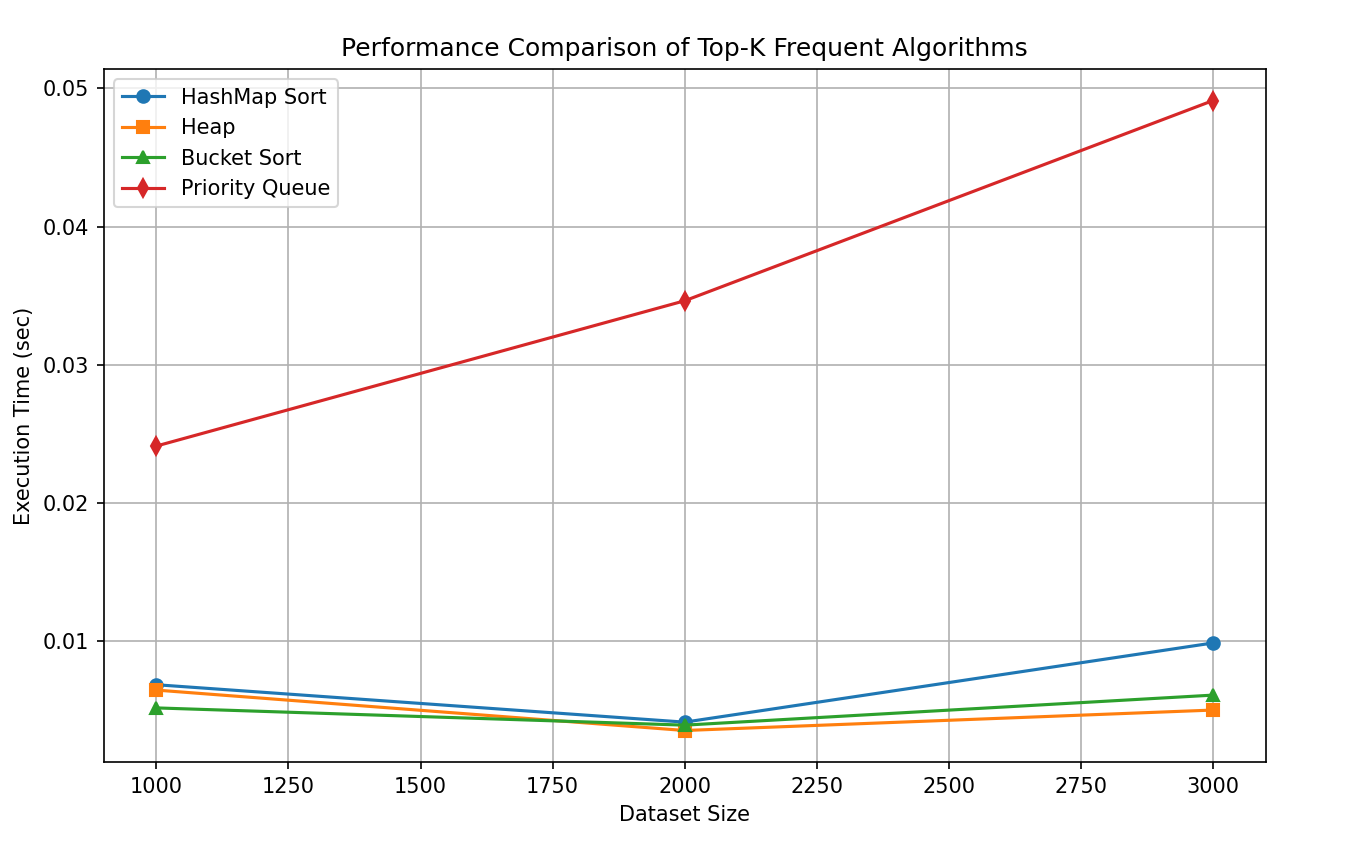 Performance Comparison of Top-K Frequent Algorithms
HashMap Sort
Heap
Bucket Sort
Priority Queue
Execution Time (sec)
0.05
0.04
0.03
0.02
0.01
1000 1250 1500 1750 2000 2250 2500 2750 3000
Dataset Size